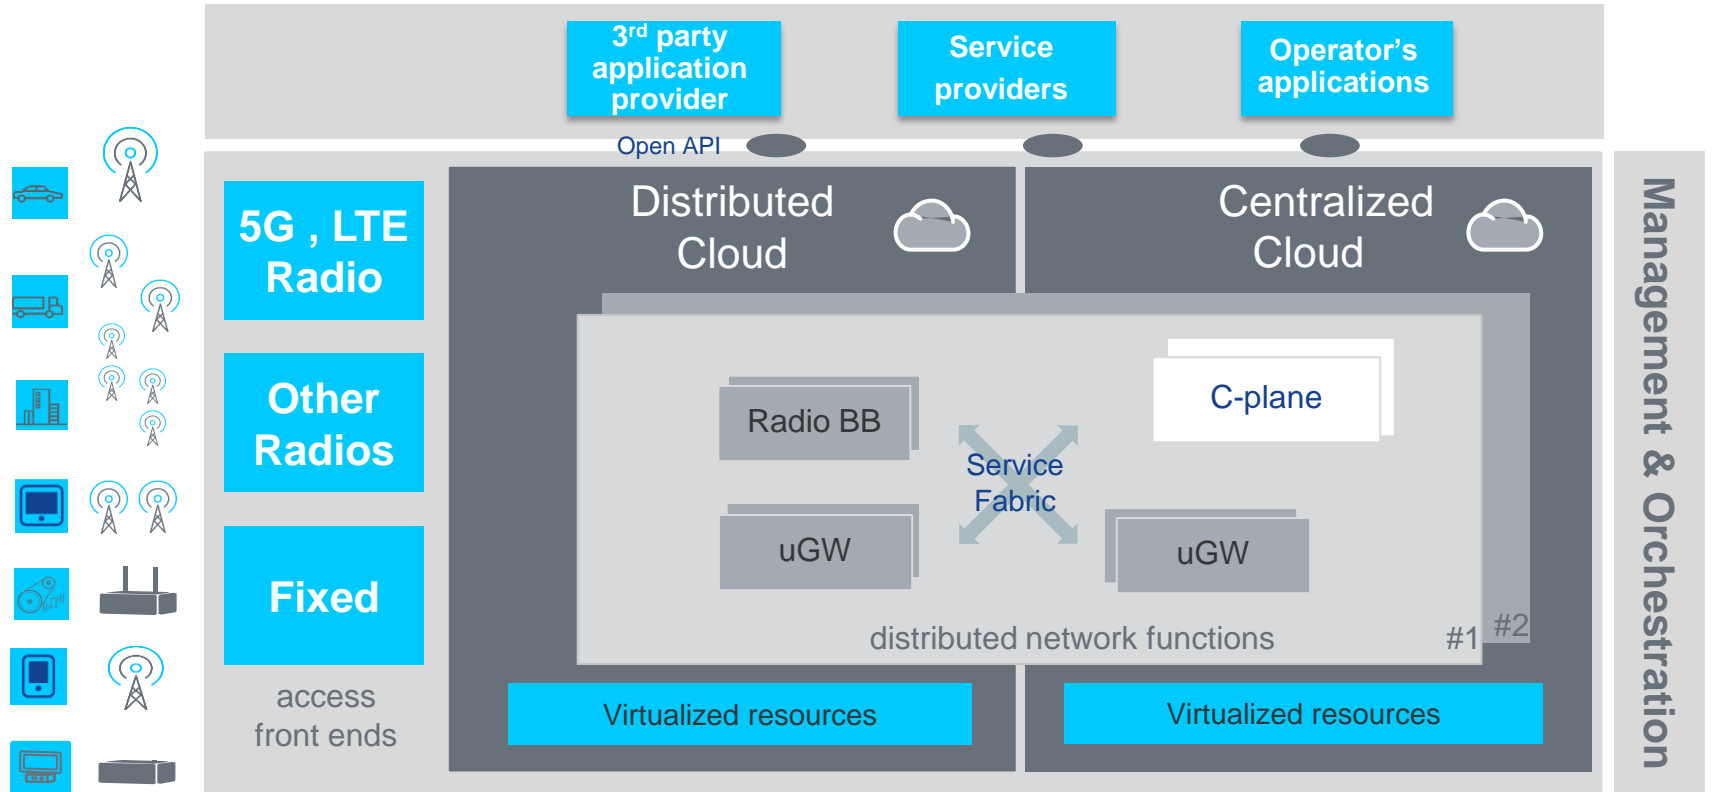 3rd party
application
provider
Service
providers
Operator's
applications
Open API
5G , LTE
Radio
Other
Radios
Fixed
access
front ends
Distributed
Cloud
Centralized
Cloud
Radio BB
uGW
Service
Fabric
C-plane
uGW
distributed network functions
#1
#2
Virtualized resources
Virtualized resources
Management & Orchestration